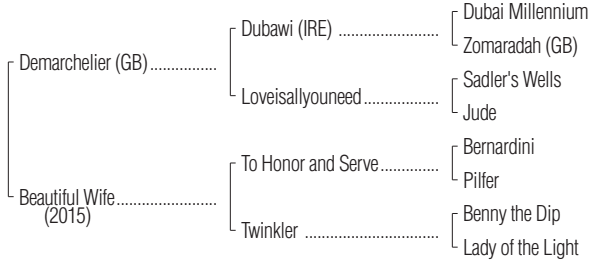 Dubai Millennium
Dubawi (IRE) ..................
Zomaradah (GB)
Demarchelier (GB)................
Sadler's Wells
Loveisallyouneed..................
Jude
Bernardini
To Honor and Serve..............
Pilfer
Beautiful Wife........................
(2015)
Benny the Dip
Twinkler ................................
Lady of the Light